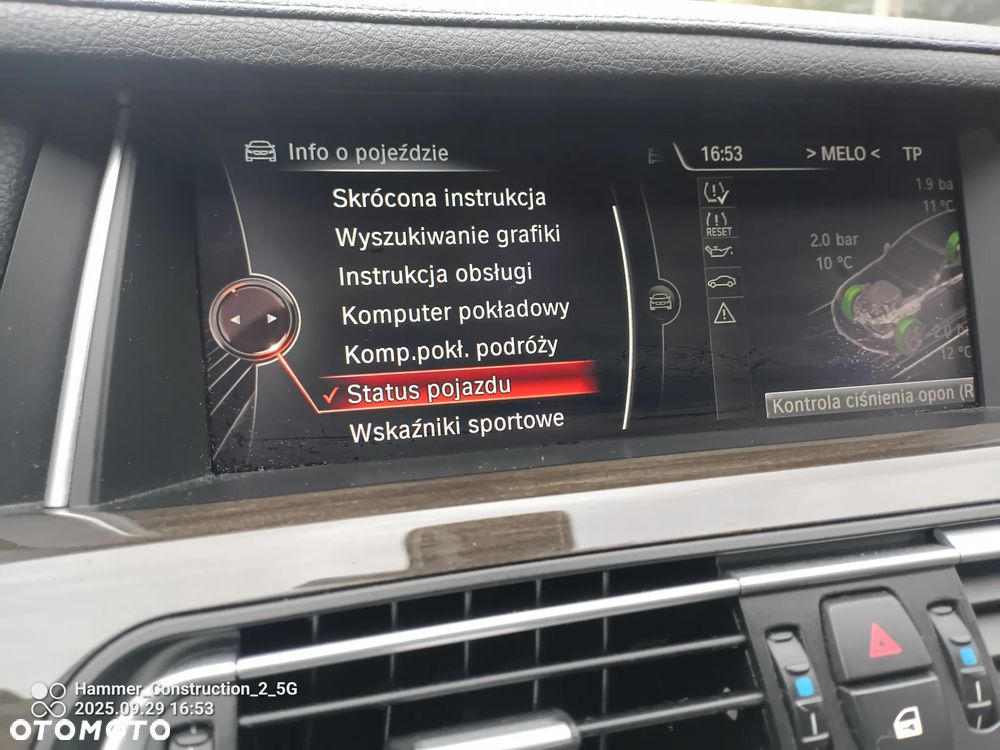 Info o pojeździe
Skrócona instrukcja
Wyszukiwanie grafiki
Instrukcja obsługi
Komputer pokładowy
Komp.pokł. podróży
Status pojazdu
Wskaźniki sportowe
16:53 > MELO < TP
RESET
1.9 ba
11 °C
2.0 bar
10 °C
2.0 b
12 °C
Kontrola ciśnienia opon (R
Hammer_Construction_2_5G
2025.09.29 16:53
OTOMOTO